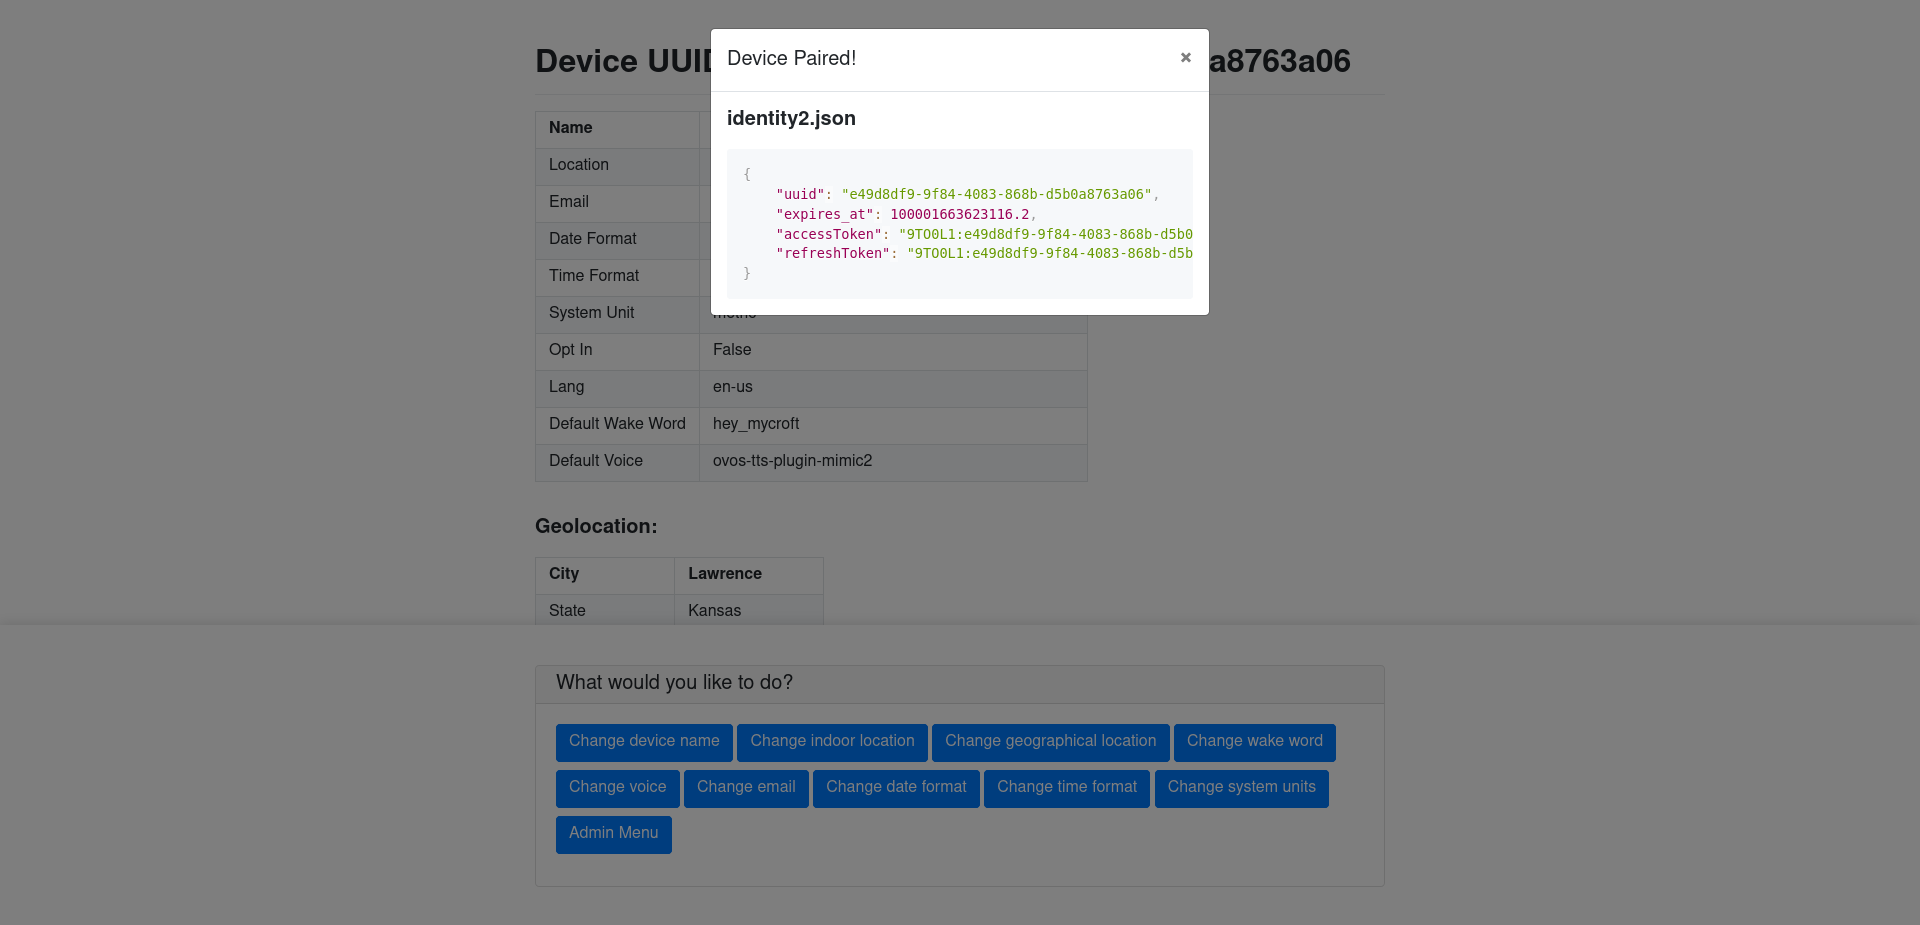 Device Paired!
×
identity2.json
{
"uuid": "e49d8df9-9f84-4083-868b-d5b0a8763a06",
"expires_at": 100001663623116.2,
"accessToken": "9TO0L1:e49d8df9-9f84-4083-868b-d5b0
"refreshToken": "9TO0L1:e49d8df9-9f84-4083-868b-d5b
}
Device UUID a8763a06
Name
Location
Email
Date Format
Time Format
System Unit metric
Opt In False
Lang en-us
Default Wake Word hey_mycroft
Default Voice ovos-tts-plugin-mimic2
Geolocation:
City Lawrence
State Kansas
What would you like to do?
Change device name Change indoor location Change geographical location Change wake word
Change voice Change email Change date format Change time format Change system units
Admin Menu